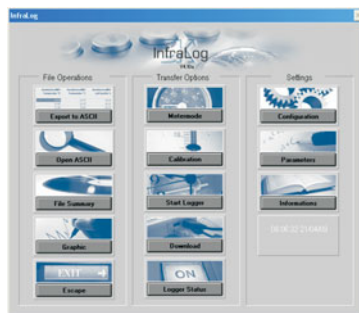 InfraLog
InfraLog
File Operations
Transfer Options
Settings
Export to ASCII
Open ASCII
File Summary
Graphic
EXIT
Escape
Metermode
Calibration
Start Logger
Download
ON
Logger Status
Configuration
Parameters
Informations